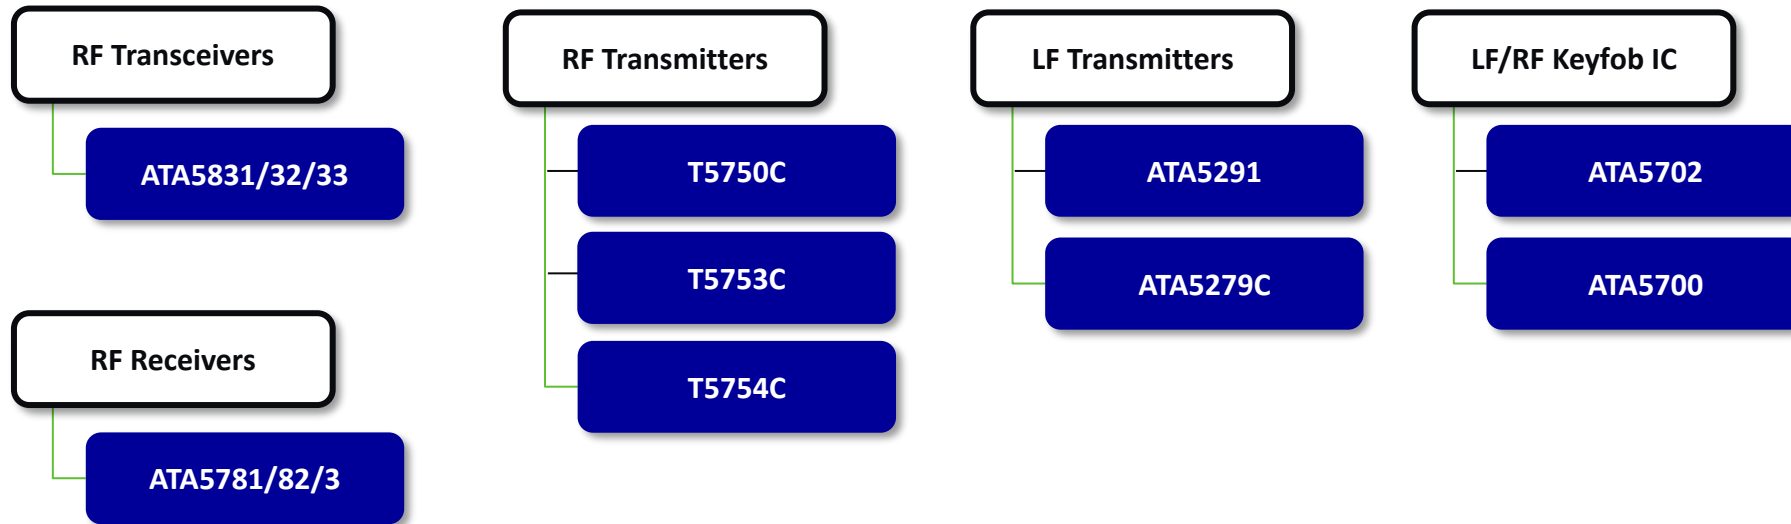 RF Transceivers
ATA5831/32/33
RF Receivers
ATA5781/82/3
RF Transmitters
T5750C
T5753C
T5754C
LF Transmitters
ATA5291
ATA5279C
LF/RF Keyfob IC
ATA5702
ATA5700